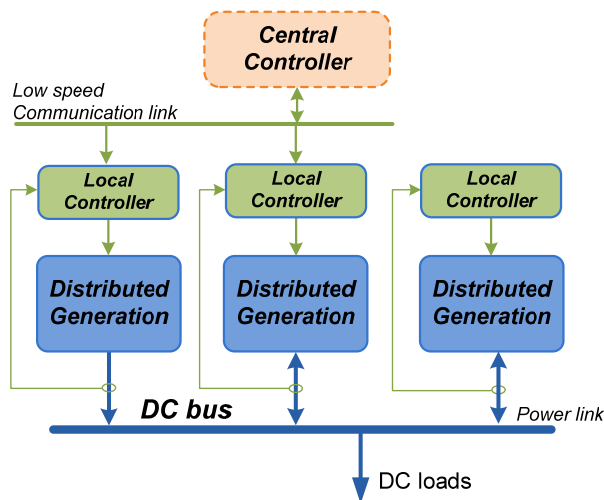 Central
Controller
Low speed
Communication link
Local
Controller
Local
Controller
Local
Controller
Distributed
Generation
Distributed
Generation
Distributed
Generation
DC bus
Power link
DC loads